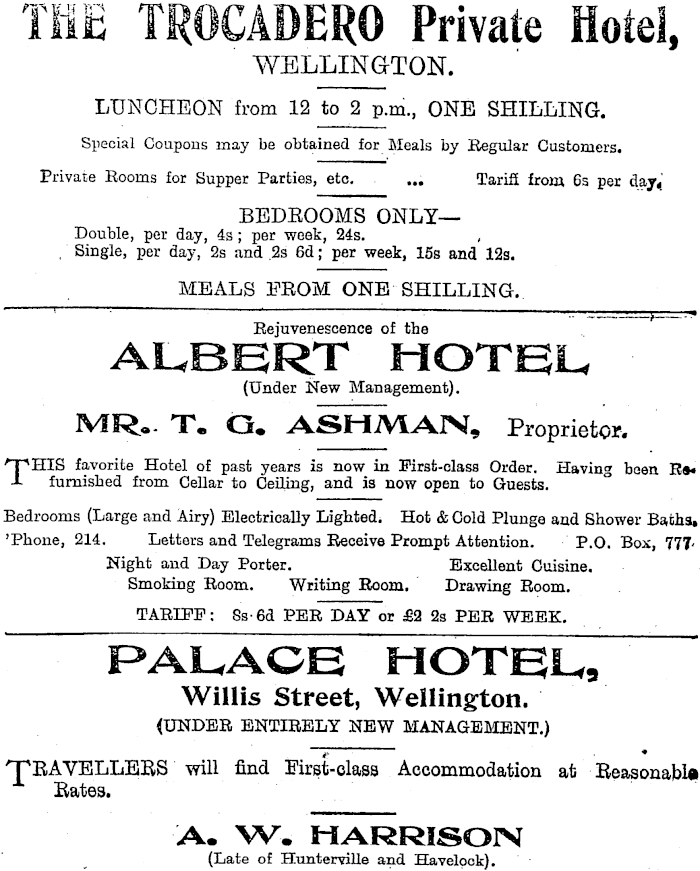 THE TROCADERO Private Hotel,
WELLINGTON.
LUNCHEON from 12 to 2 p.m., ONE SHILLING.
Special Coupons may be obtained for Meals by Regular Customers.
Private Rooms for Supper Parties, etc. ... Tariff from 6s per day.
BEDROOMS ONLY—
Double, per day, 4s; per week, 24s.
Single, per day, 2s and 2s 6d; per week, 15s and 12s.
MEALS FROM ONE SHILLING.
Rejuvenescence of the
ALBERT HOTEL
(Under New Management).
MR. T. G. ASHMAN, Proprietor.
THIS favorite Hotel of past years is now in First-class Order. Having been Re-
furnished from Cellar to Ceiling, and is now open to Guests.
Bedrooms (Large and Airy) Electrically Lighted. Hot & Cold Plunge and Shower Baths.
'Phone, 214. Letters and Telegrams Receive Prompt Attention. P.O. Box, 777.
Night and Day Porter. Excellent Cuisine.
Smoking Room. Writing Room. Drawing Room.
TARIFF: 8s 6d PER DAY or £2 2s PER WEEK.
PALACE HOTEL,
Willis Street, Wellington.
(UNDER ENTIRELY NEW MANAGEMENT.)
TRAVELLERS will find First-class Accommodation at Reasonable
Rates.
A. W. HARRISON
(Late of Hunterville and Havelock).